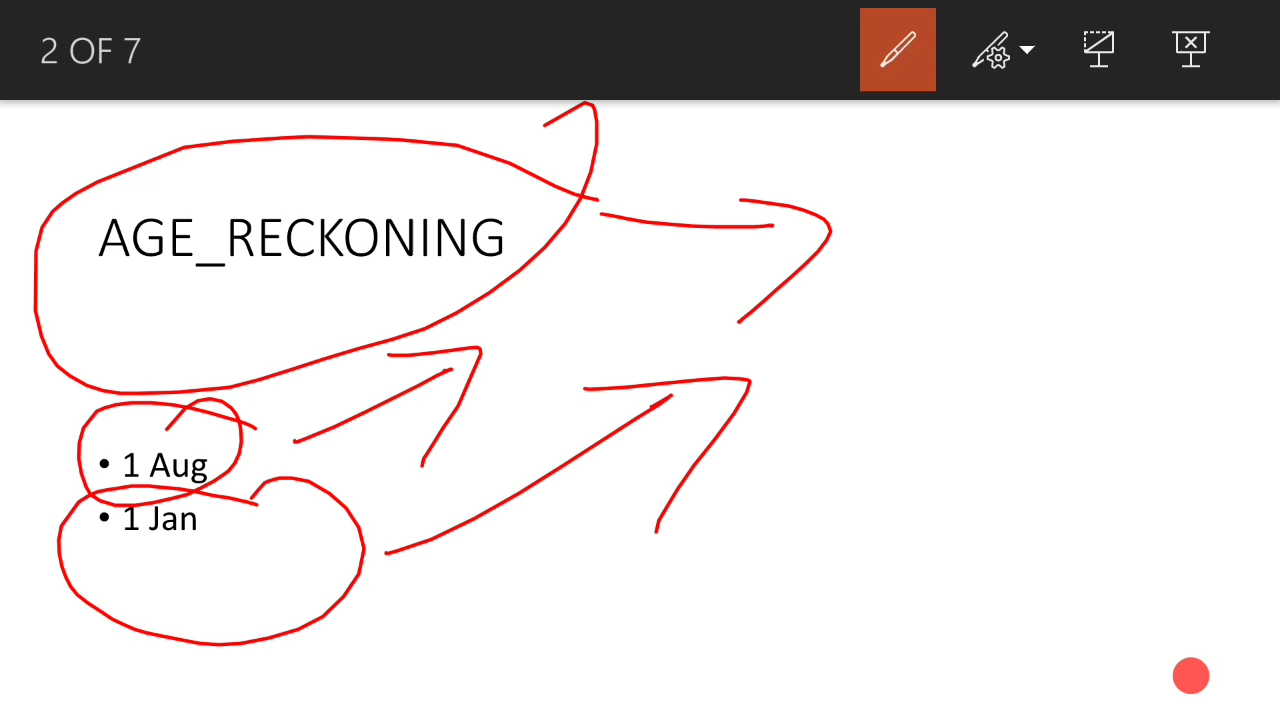 2 OF 7
AGE_RECKONING
• 1 Aug
• 1 Jan